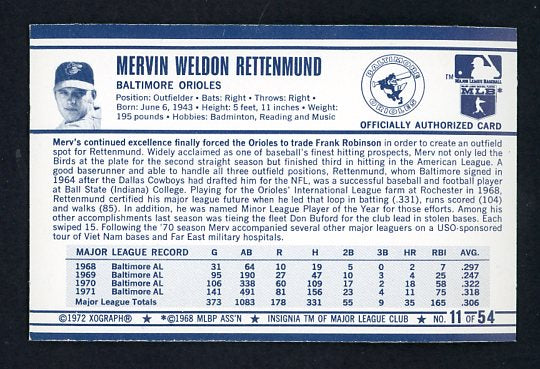 MERVIN WELDON RETTENMUND
BALTIMORE ORIOLES
Position: Outfielder • Bats: Right • Throws: Right •
Born: June 6, 1943 • Height: 5 feet, 11 inches • Weight:
195 pounds • Hobbies: Badminton, Reading and Music
BALTIMORE
ORIOLES
TM
MAJOR LEAGUE BASEBALL
MLB
OFFICIALLY AUTHORIZED CARD
Merv's continued excellence finally forced the Orioles to trade Frank Robinson in order to create an outfield
spot for Rettenmund. Widely acclaimed as one of baseball's finest hitting prospects, Merv not only led the
Birds at the plate for the second straight season but finished third in hitting in the American League. A
good baserunner and able to handle all three outfield positions, Rettenmund, whom Baltimore signed in
1964 after the Dallas Cowboys had drafted him for the NFL, was a successful baseball and football player
at Ball State (Indiana) College. Playing for the Orioles' International League farm at Rochester in 1968,
Rettenmund certified his major league future when he led that loop in batting (.331), runs scored (104)
and walks (85). In addition, he was named Minor League Player of the Year for those efforts. Among his
other accomplishments last season was tieing the fleet Don Buford for the club lead in stolen bases. Each
swiped 15. Following the '70 season Merv accompanied several other major leaguers on a USO-sponsored
tour of Viet Nam bases and Far East military hospitals.
MAJOR LEAGUE RECORD G AB R H 2B 3B HR RBI AVG.
1968 Baltimore AL 31 64 10 19 5 0 2 7 .297
1969 Baltimore AL 95 190 27 47 10 3 4 25 .247
1970 Baltimore AL 106 338 60 109 17 2 18 58 .322
1971 Baltimore AL 141 491 81 156 23 4 11 75 .318
Major League Totals 373 1083 178 331 55 9 35 165 .306
©1972 XOGRAPH® ★ *©1968 MLBP ASS'N ★ INSIGNIA TM OF MAJOR LEAGUE CLUB ★ NO. 11 OF 54